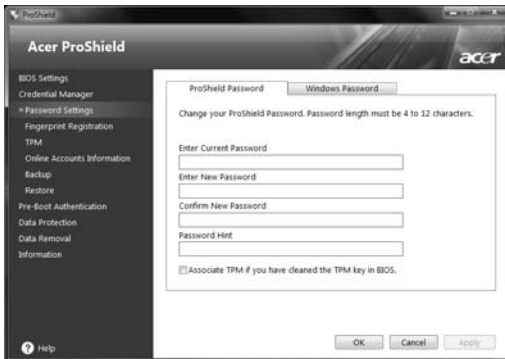 ProShield
Acer ProShield
acer
BIOS Settings
Credential Manager
Password Settings
Fingerprint Registration
TPM
Online Accounts Information
Backup
Restore
Pre-Boot Authentication
Data Protection
Data Removal
Information
Help
ProShield Password
Windows Password
Change your ProShield Password. Password length must be 4 to 12 characters.
Enter Current Password
Enter New Password
Confirm New Password
Password Hint
Associate TPM if you have cleaned the TPM key in BIOS.
OK
Cancel
Apply